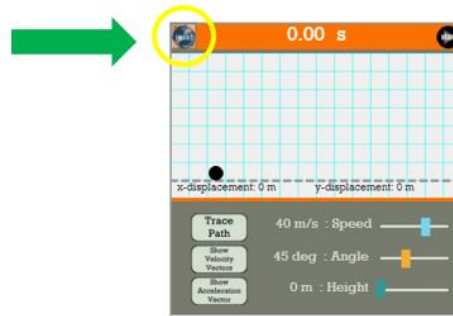 0.00 s
x-displacement: 0 m y-displacement: 0 m
Trace
Path
40 m/s : Speed
Show
Velocity
Vectors
45 deg : Angle
Show
Acceleration
Vector
0 m : Height